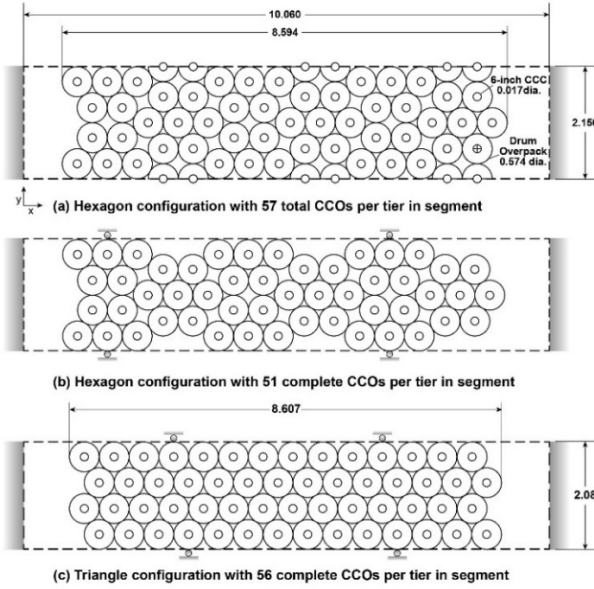 10.060
8.594
6-inch CCC
0.017dia.
2.150
Drum
Overpack
0.574 dia.
y
x
(a) Hexagon configuration with 57 total CCOs per tier in segment
(b) Hexagon configuration with 51 complete CCOs per tier in segment
8.607
2.08
(c) Triangle configuration with 56 complete CCOs per tier in segment